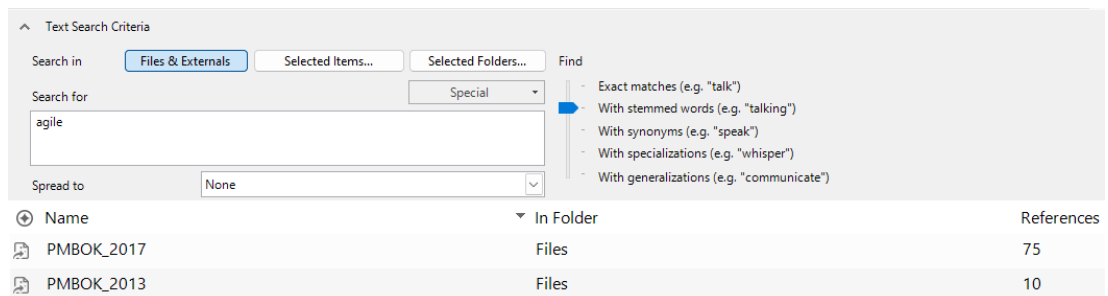 Text Search Criteria
Search in Files & Externals Selected Items... Selected Folders... Find
Exact matches (e.g. "talk")
Search for Special
With stemmed words (e.g. "talking")
agile
With synonyms (e.g. "speak")
With specializations (e.g. "whisper")
With generalizations (e.g. "communicate")
Spread to None
Name In Folder References
PMBOK_2017 Files 75
PMBOK_2013 Files 10